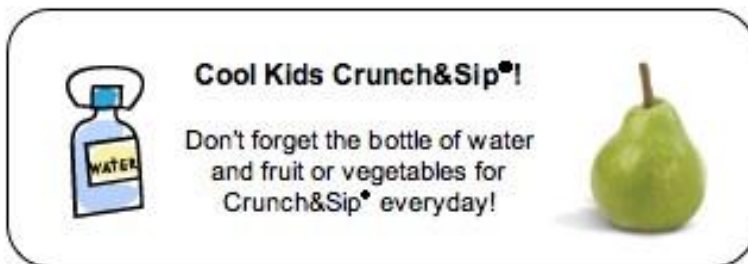 Cool Kids Crunch&Sip®!
Don't forget the bottle of water
and fruit or vegetables for
Crunch&Sip® everyday!
WATER